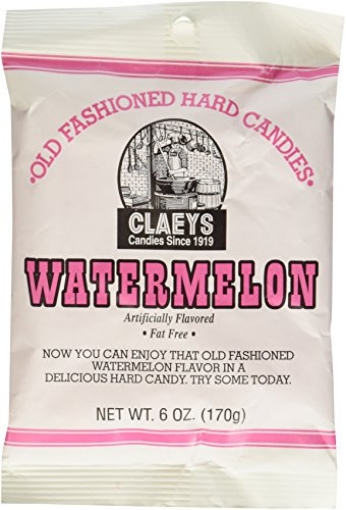 •OLD FASHIONED HARD CANDIES•
CLAEYS
Candies Since 1919
WATERMELON
Artificially Flavored
• Fat Free •
NOW YOU CAN ENJOY THAT OLD FASHIONED
WATERMELON FLAVOR IN A
DELICIOUS HARD CANDY. TRY SOME TODAY.
NET WT. 6 OZ. (170g)